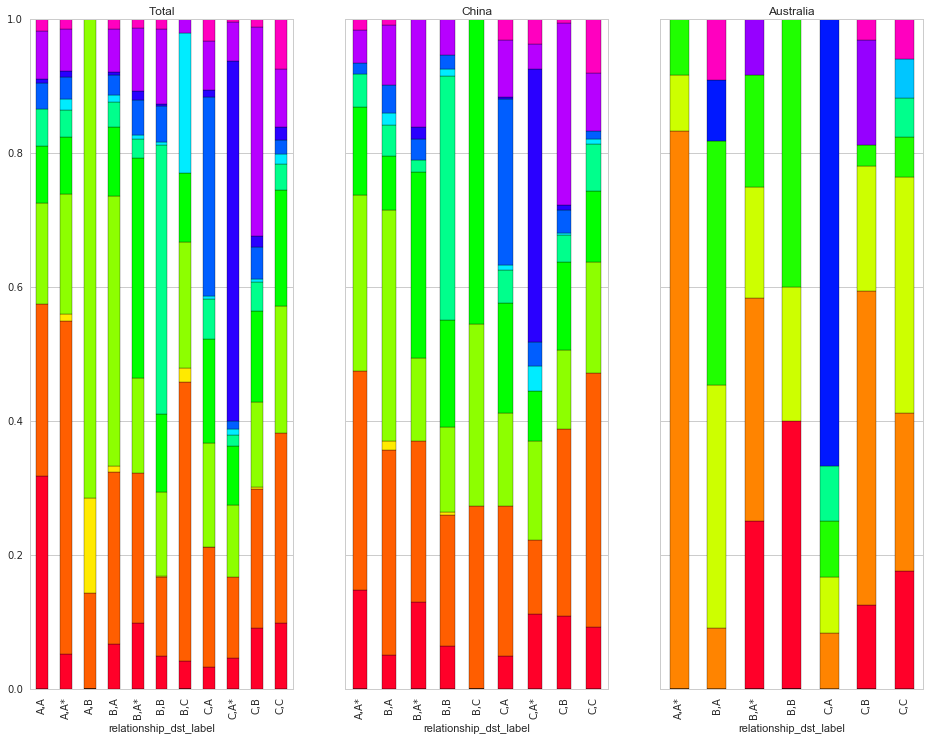 Total
China
Australia
1.0
0.8
0.6
0.4
0.2
0.0
A,A
A,A*
A,B
B,A
B,A*
B,B
B,C
C,A
C,A*
C,B
C,C
relationship_dst_label
A,A*
B,A
B,A*
B,B
B,C
C,A
C,A*
C,B
C,C
relationship_dst_label
A,A*
B,A
B,A*
B,B
C,A
C,B
C,C
relationship_dst_label